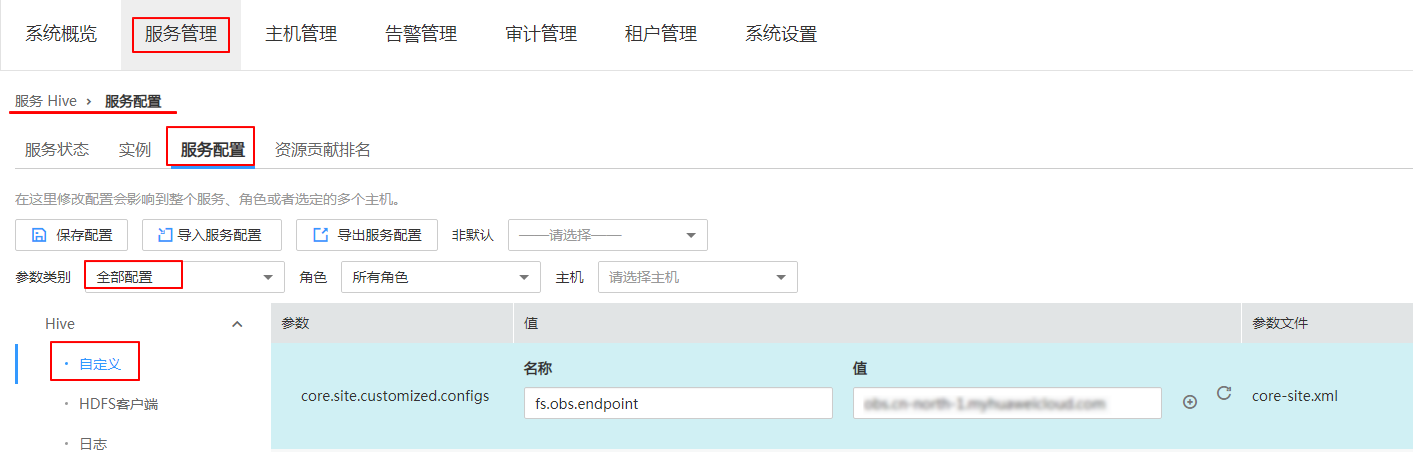 系统概览 服务管理 主机管理 告警管理 审计管理 租户管理 系统设置
服务 Hive › 服务配置
服务状态 实例 服务配置 资源贡献排名
在这里修改配置会影响到整个服务、角色或者选定的多个主机。
保存配置 导入服务配置 导出服务配置 非默认 ——请选择——
参数类别 全部配置 角色 所有角色 主机 请选择主机
Hive 参数 值 参数文件
· 自定义 名称 值
core.site.customized.configs fs.obs.endpoint obs.cn-north-1.myhuaweicloud.com core-site.xml
· HDFS客户端
· 日志